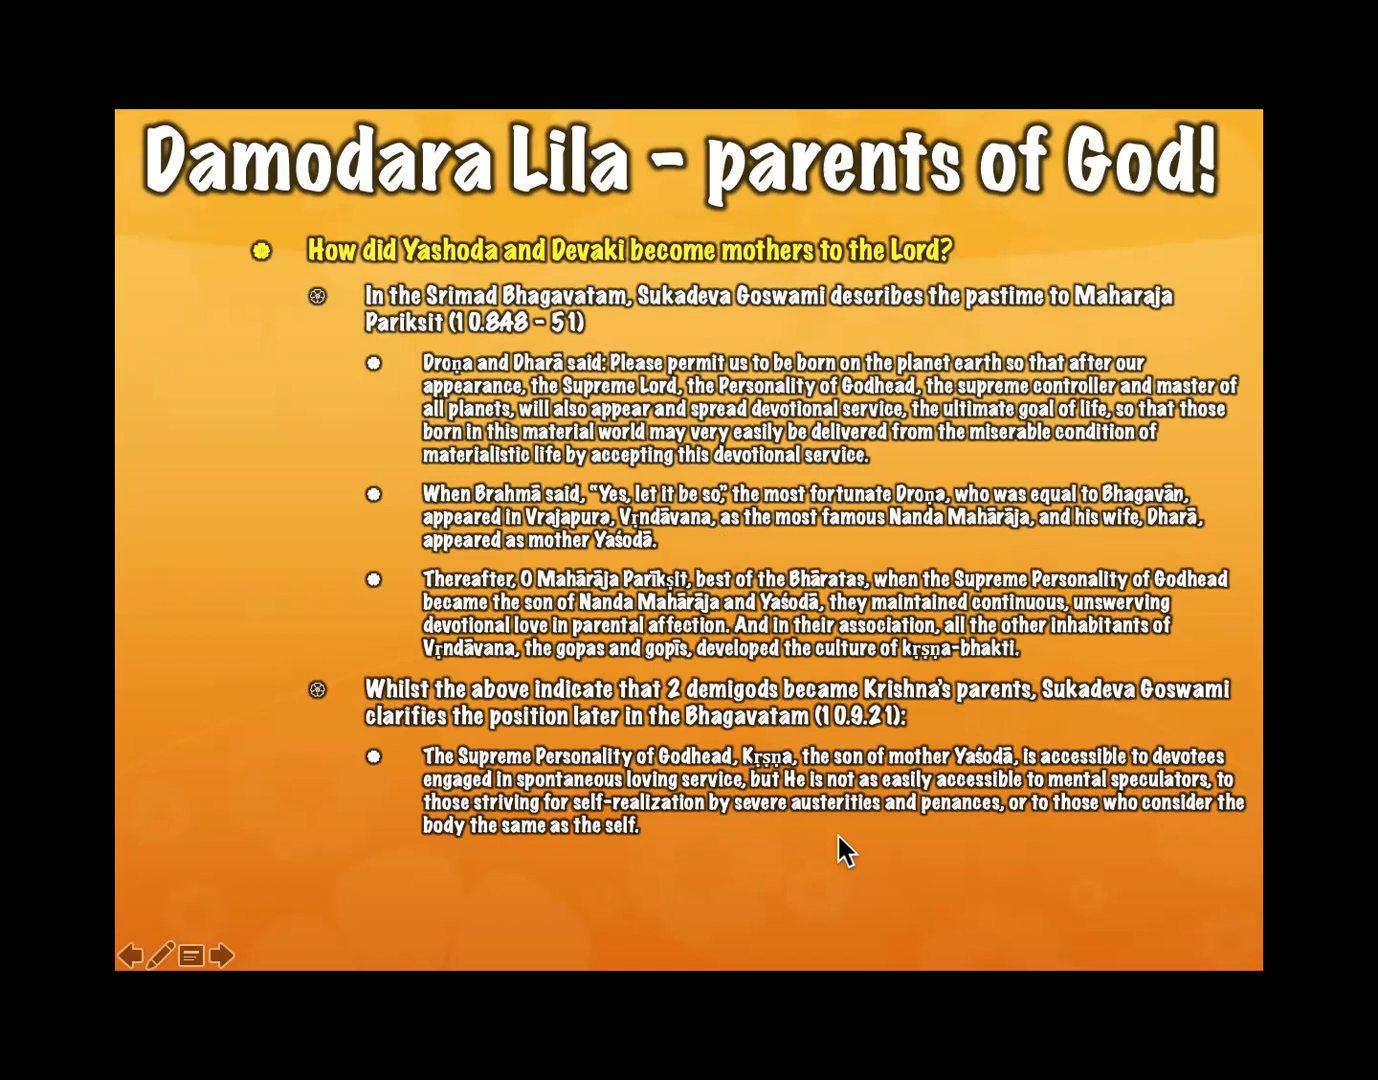 Damodara Lila - parents of God!
How did Yashoda and Devaki become mothers to the Lord?
In the Srimad Bhagavatam, Sukadeva Goswami describes the pastime to Maharaja
Pariksit (10.848 – 51)
Droṇa and Dharā said: Please permit us to be born on the planet earth so that after our
appearance, the Supreme Lord, the Personality of Godhead, the supreme controller and master of
all planets, will also appear and spread devotional service, the ultimate goal of life, so that those
born in this material world may very easily be delivered from the miserable condition of
materialistic life by accepting this devotional service.
When Brahmā said, “Yes, let it be so,” the most fortunate Droṇa, who was equal to Bhagavān,
appeared in Vrajapura, Vṛndāvana, as the most famous Nanda Mahārāja, and his wife, Dharā,
appeared as mother Yaśodā.
Thereafter, O Mahārāja Parīkṣit, best of the Bhāratas, when the Supreme Personality of Godhead
became the son of Nanda Mahārāja and Yaśodā, they maintained continuous, unswerving
devotional love in parental affection. And in their association, all the other inhabitants of
Vṛndāvana, the gopas and gopīs, developed the culture of kṛṣṇa-bhakti.
Whilst the above indicate that 2 demigods became Krishna’s parents, Sukadeva Goswami
clarifies the position later in the Bhagavatam (10.9.21):
The Supreme Personality of Godhead, Kṛṣṇa, the son of mother Yaśodā, is accessible to devotees
engaged in spontaneous loving service, but He is not as easily accessible to mental speculators, to
those striving for self-realization by severe austerities and penances, or to those who consider the
body the same as the self.